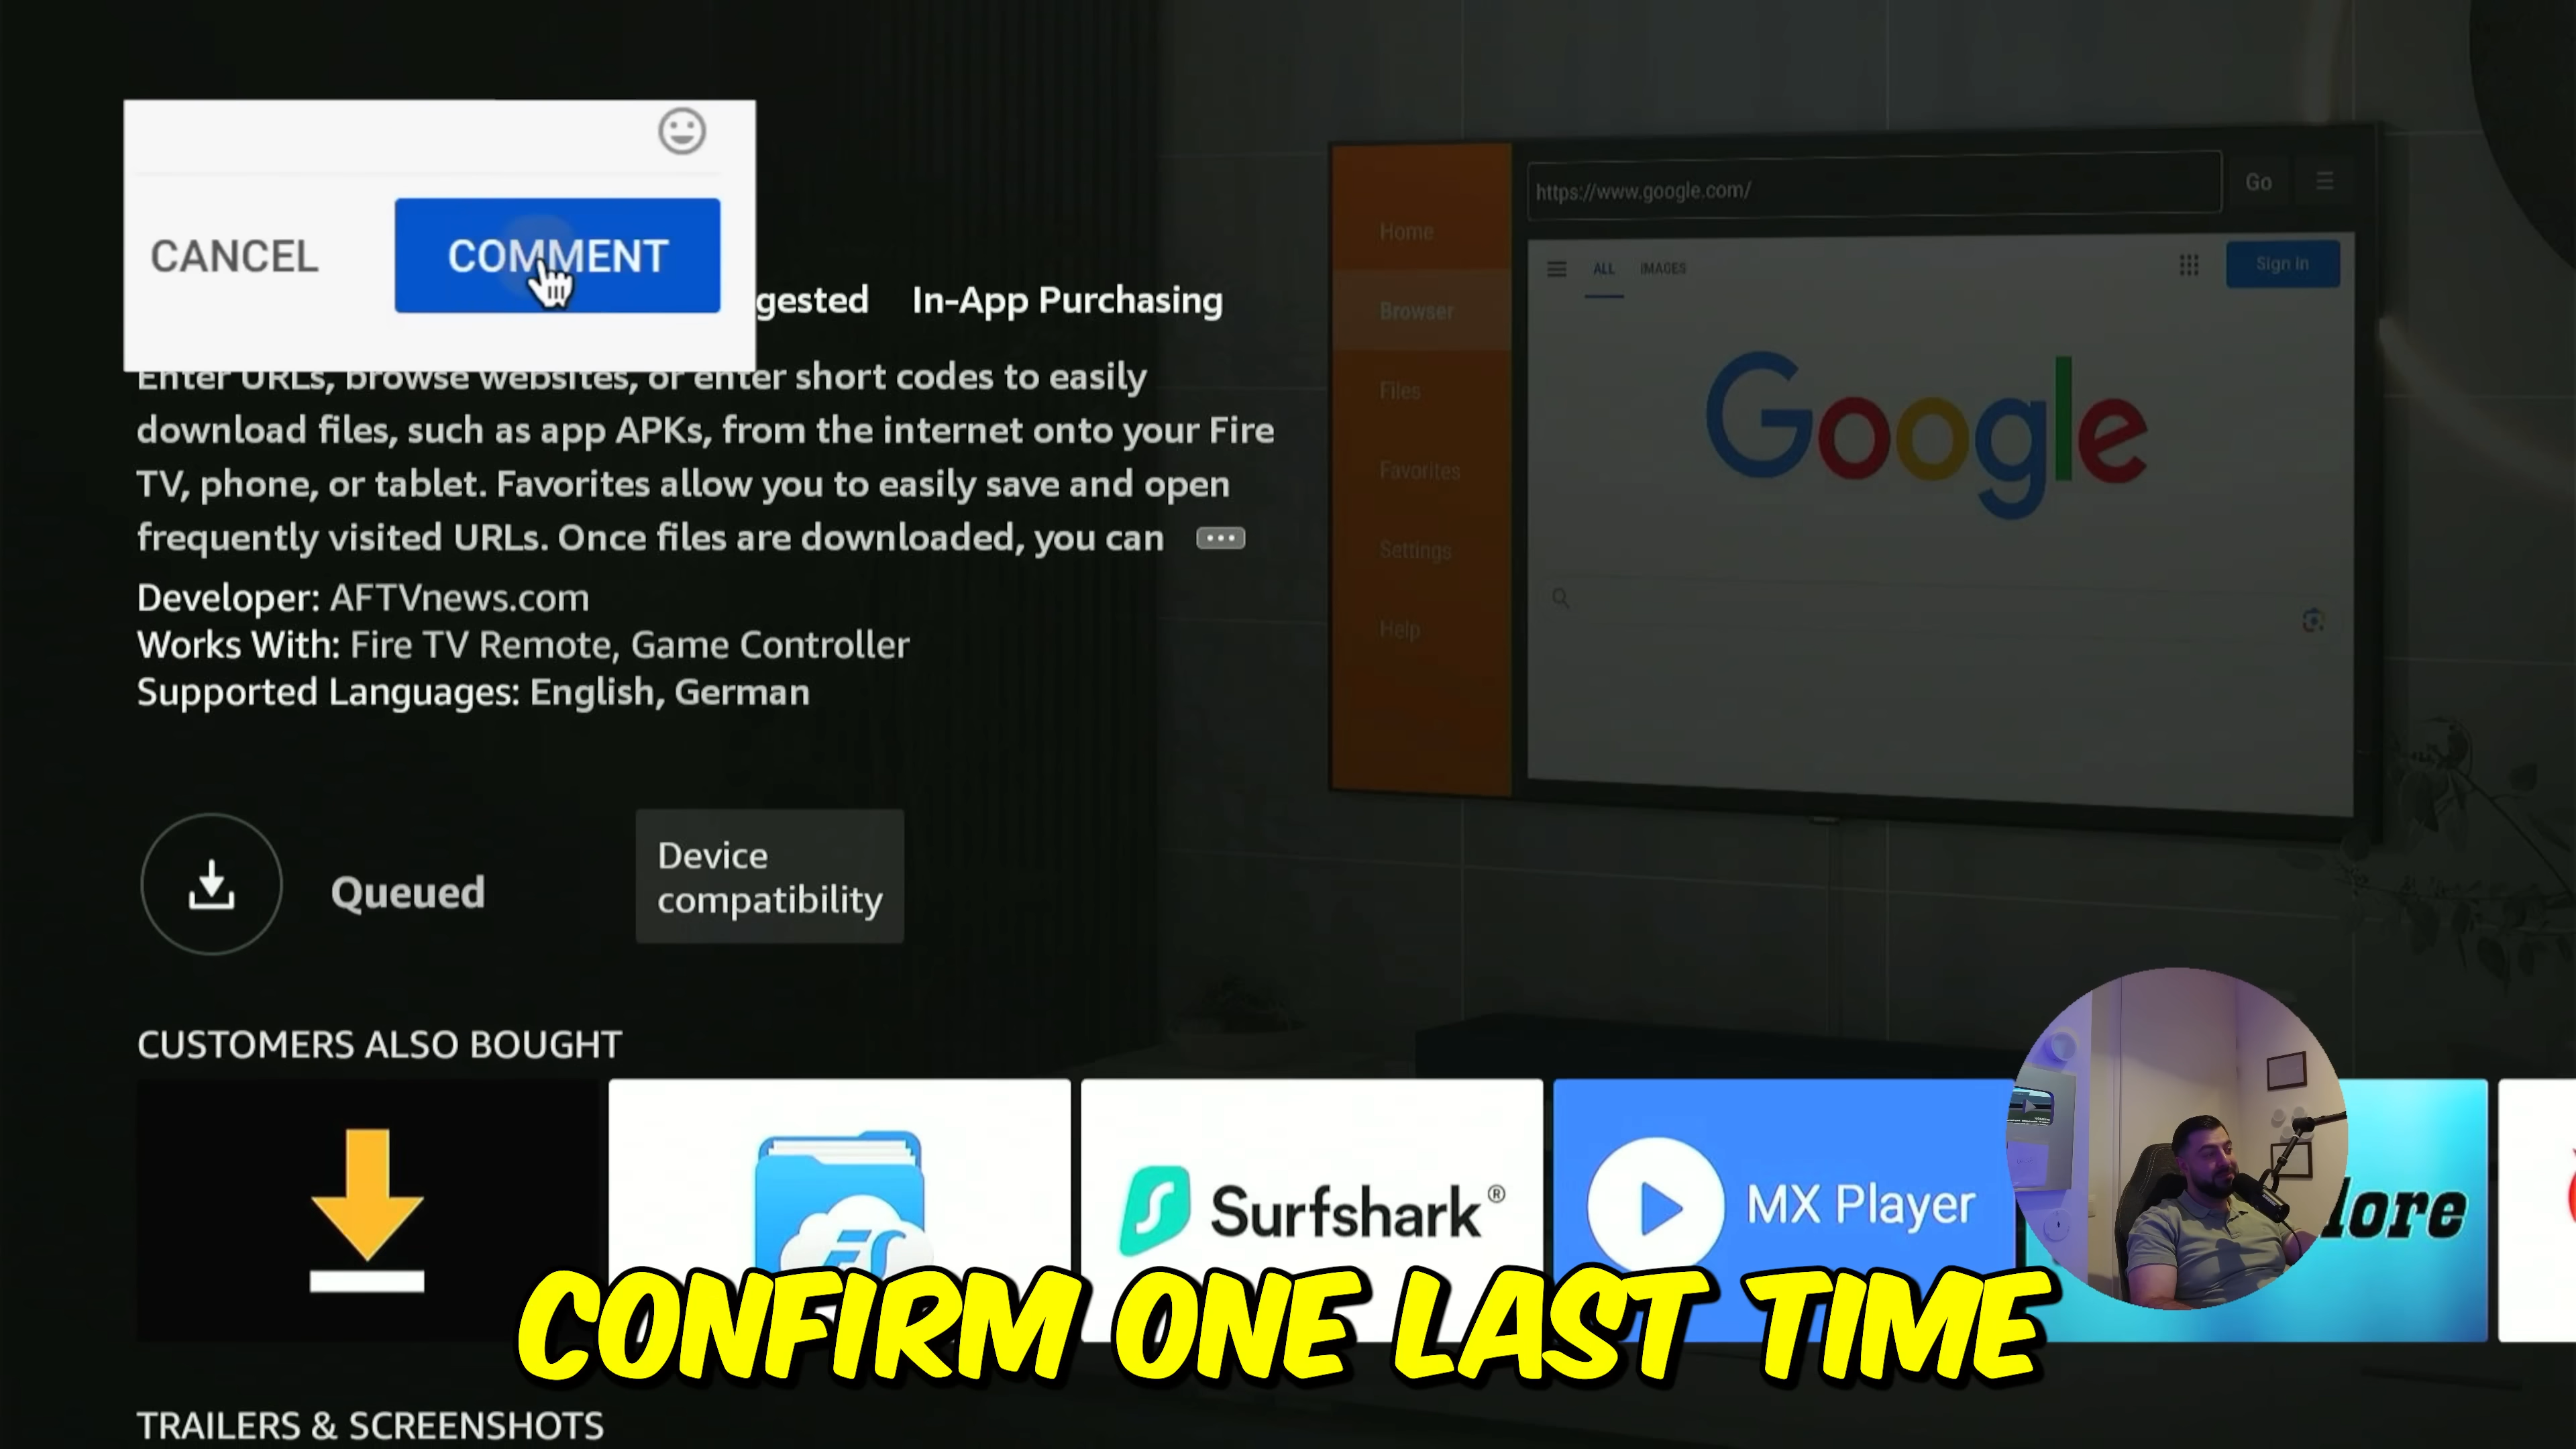 CANCEL
COMMENT
gested In-App Purchasing
Enter URLs, browse websites, or enter short codes to easily
download files, such as app APKs, from the internet onto your Fire
TV, phone, or tablet. Favorites allow you to easily save and open
frequently visited URLs. Once files are downloaded, you can
Developer: AFTVnews.com
Works With: Fire TV Remote, Game Controller
Supported Languages: English, German
Queued
Device
compatibility
https://www.google.com/
Go
Home
Browser
Files
Favorites
Settings
Help
ALL IMAGES
Sign in
Google
CUSTOMERS ALSO BOUGHT
ES
Surfshark®
MX Player
lore
CONFIRM ONE LAST TIME
TRAILERS & SCREENSHOTS